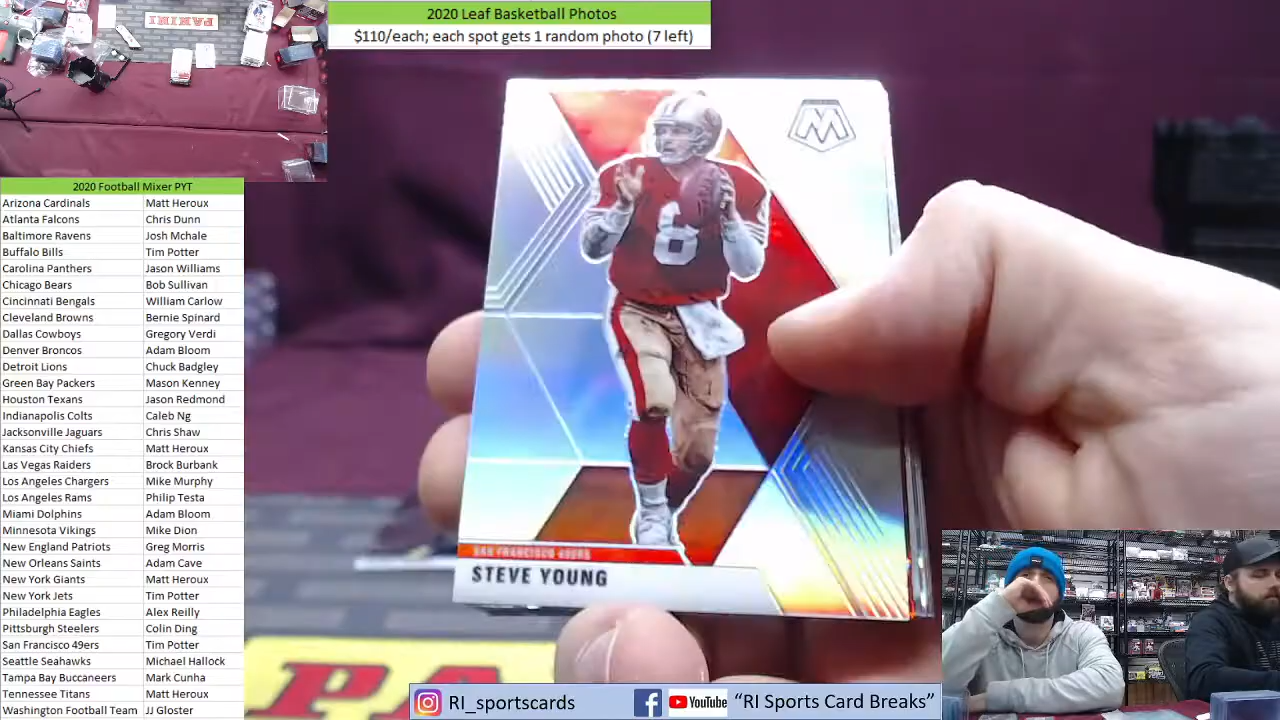 PANINI
2020 Leaf Basketball Photos
$110/each; each spot gets 1 random photo (7 left)
2020 Football Mixer PYT
Arizona Cardinals Matt Heroux
Atlanta Falcons Chris Dunn
Baltimore Ravens Josh Mchale
Buffalo Bills Tim Potter
Carolina Panthers Jason Williams
Chicago Bears Bob Sullivan
Cincinnati Bengals William Carlow
Cleveland Browns Bernie Spinard
Dallas Cowboys Gregory Verdi
Denver Broncos Adam Bloom
Detroit Lions Chuck Badgley
Green Bay Packers Mason Kenney
Houston Texans Jason Redmond
Indianapolis Colts Caleb Ng
Jacksonville Jaguars Chris Shaw
Kansas City Chiefs Matt Heroux
Las Vegas Raiders Brock Burbank
Los Angeles Chargers Mike Murphy
Los Angeles Rams Philip Testa
Miami Dolphins Adam Bloom
Minnesota Vikings Mike Dion
New England Patriots Greg Morris
New Orleans Saints Adam Cave
New York Giants Matt Heroux
New York Jets Tim Potter
Philadelphia Eagles Alex Reilly
Pittsburgh Steelers Colin Ding
San Francisco 49ers Tim Potter
Seattle Seahawks Michael Hallock
Tampa Bay Buccaneers Mark Cunha
Tennessee Titans Matt Heroux
Washington Football Team JJ Gloster
M
8
SAN FRANCISCO 49ERS
STEVE YOUNG
RI_sportscards
YouTube "RI Sports Card Breaks"